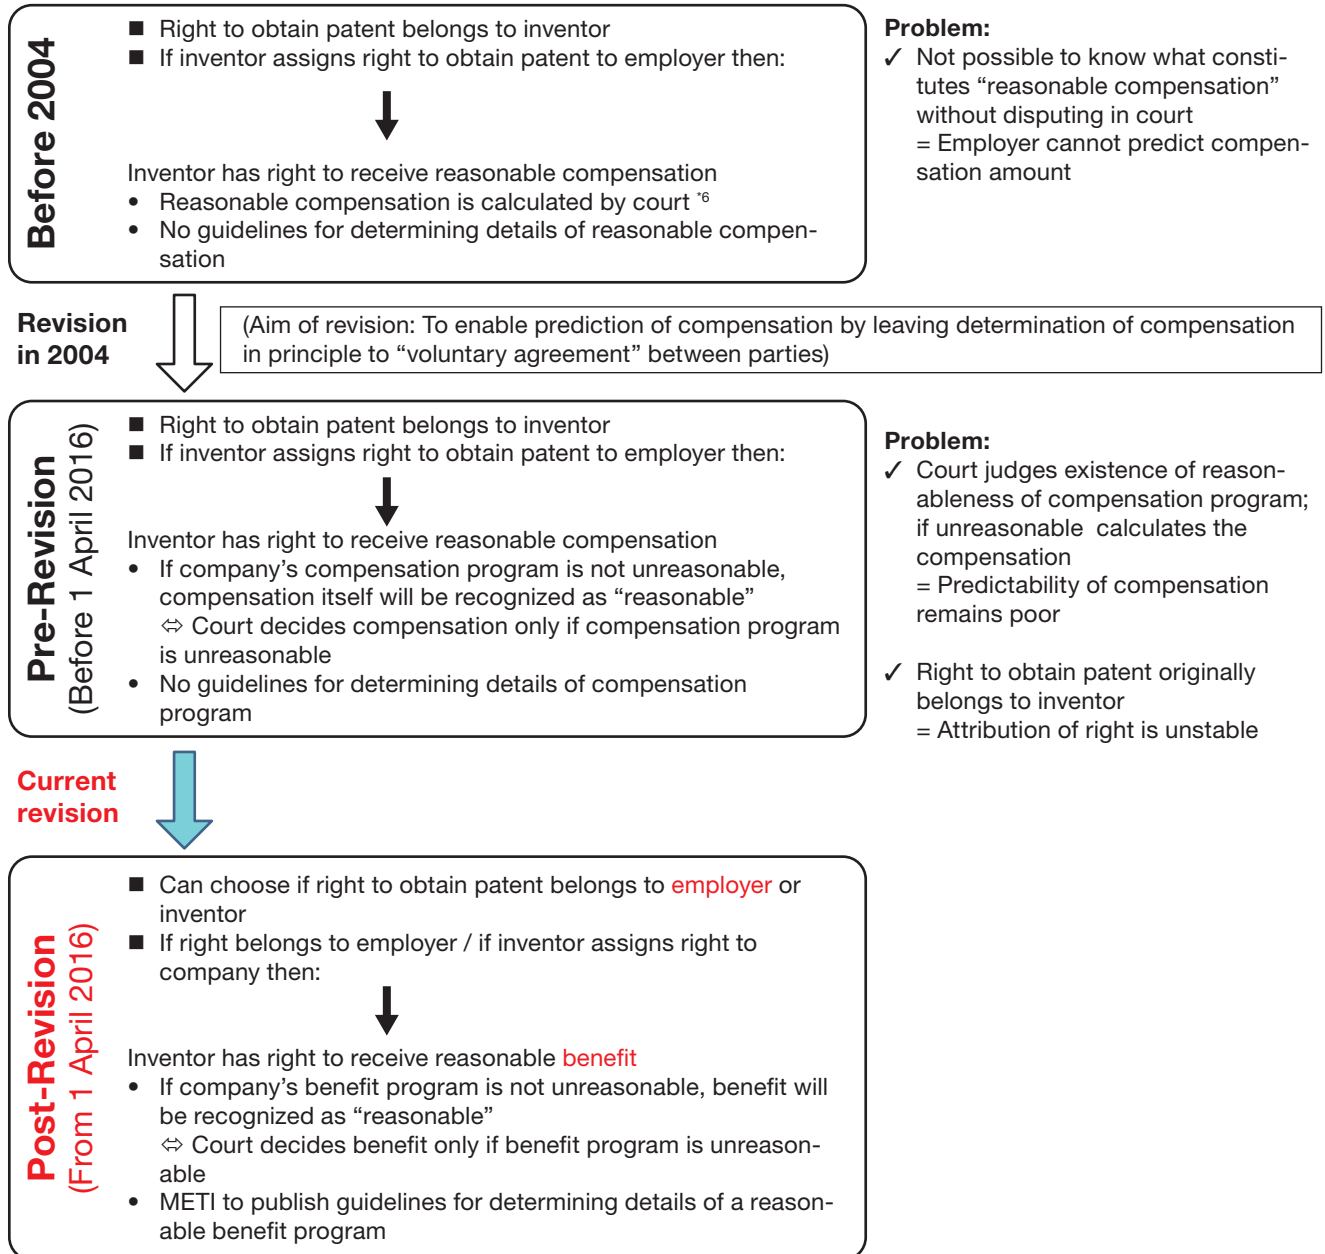 Before 2004
■ Right to obtain patent belongs to inventor
■ If inventor assigns right to obtain patent to employer then:
Inventor has right to receive reasonable compensation
• Reasonable compensation is calculated by court *6
• No guidelines for determining details of reasonable compen-
sation
Problem:
✓ Not possible to know what consti-
tutes “reasonable compensation”
without disputing in court
= Employer cannot predict compen-
sation amount
Revision
in 2004
(Aim of revision: To enable prediction of compensation by leaving determination of compensation
in principle to “voluntary agreement” between parties)
Pre-Revision
(Before 1 April 2016)
■ Right to obtain patent belongs to inventor
■ If inventor assigns right to obtain patent to employer then:
Inventor has right to receive reasonable compensation
• If company’s compensation program is not unreasonable,
compensation itself will be recognized as “reasonable”
⇔ Court decides compensation only if compensation program
is unreasonable
• No guidelines for determining details of compensation
program
Problem:
✓ Court judges existence of reason-
ableness of compensation program;
if unreasonable calculates the
compensation
= Predictability of compensation
remains poor
✓ Right to obtain patent originally
belongs to inventor
= Attribution of right is unstable
Current
revision
Post-Revision
(From 1 April 2016)
■ Can choose if right to obtain patent belongs to employer or
inventor
■ If right belongs to employer / if inventor assigns right to
company then:
Inventor has right to receive reasonable benefit
• If company’s benefit program is not unreasonable, benefit will
be recognized as “reasonable”
⇔ Court decides benefit only if benefit program is unreason-
able
• METI to publish guidelines for determining details of a reason-
able benefit program